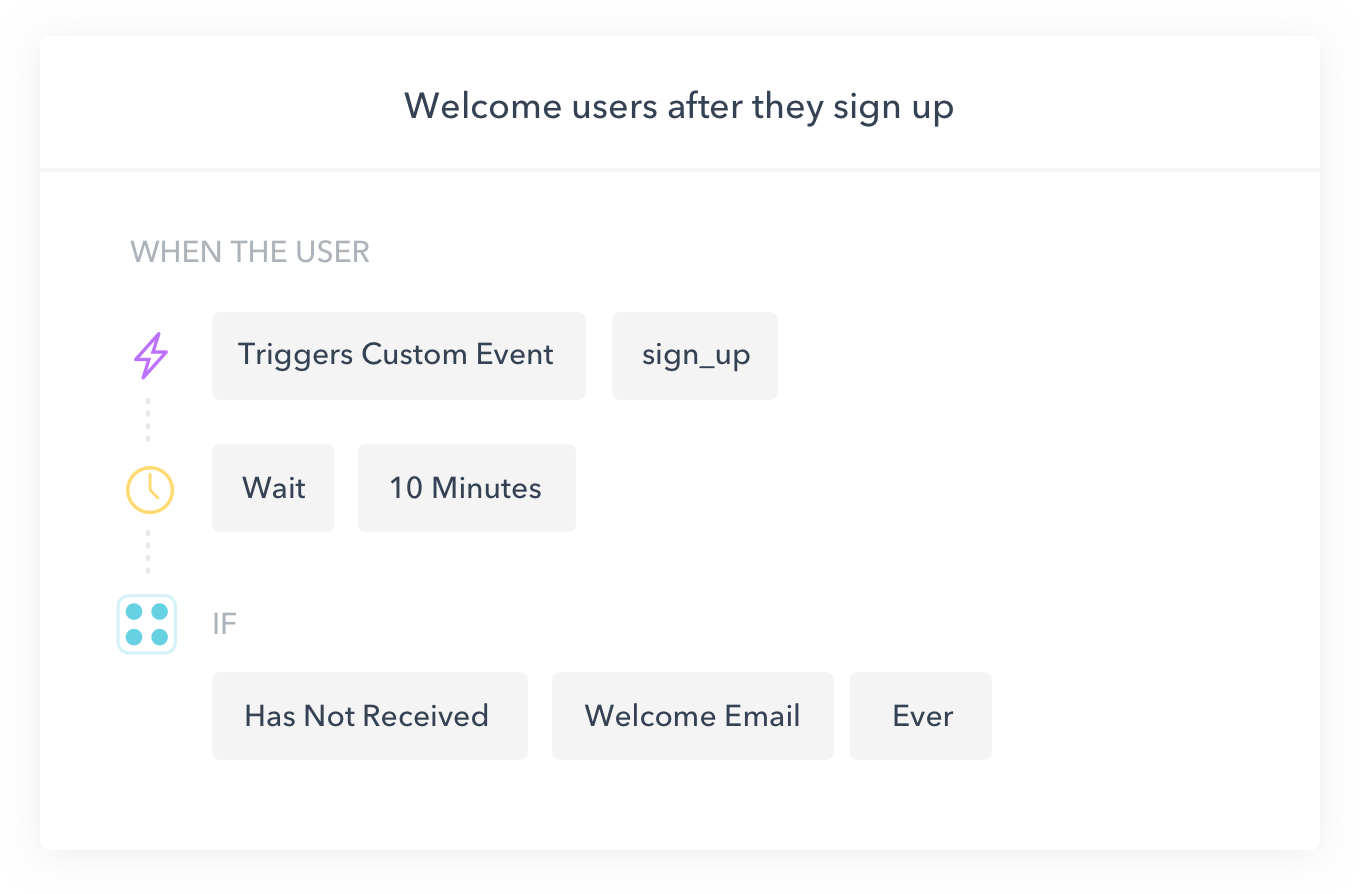 Welcome users after they sign up
WHEN THE USER
Triggers Custom Event sign_up
Wait 10 Minutes
IF
Has Not Received Welcome Email Ever